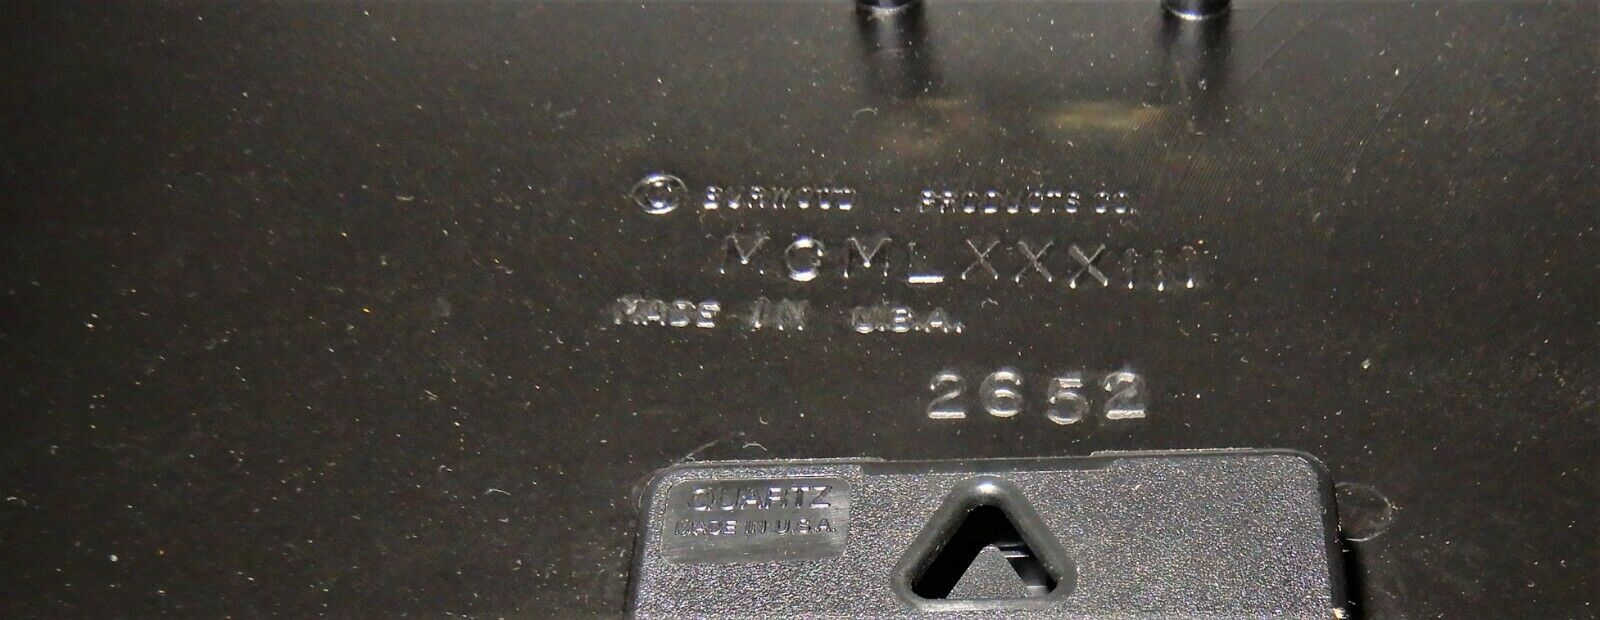 © BURWOOD PRODUCTS CO.
MCMLXXXIII
MADE IN U.S.A.
2652
QUARTZ
MADE IN U.S.A.